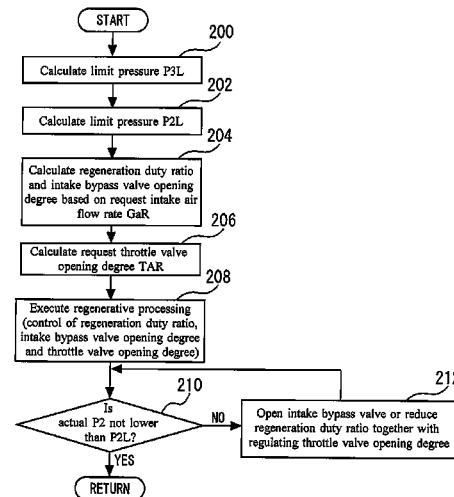 START
200
Calculate limit pressure P3L
202
Calculate limit pressure P2L
204
Calculate regeneration duty ratio
and intake bypass valve opening
degree based on request intake air
flow rate GaR
206
Calculate request throttle valve
opening degree TAR
208
Execute regenerative processing
(control of regeneration duty ratio,
intake bypass valve opening degree
and throttle valve opening degree)
210
Is
actual P2 not lower
than P2L?
NO
212
Open intake bypass valve or reduce
regeneration duty ratio together with
regulating throttle valve opening degree
YES
RETURN